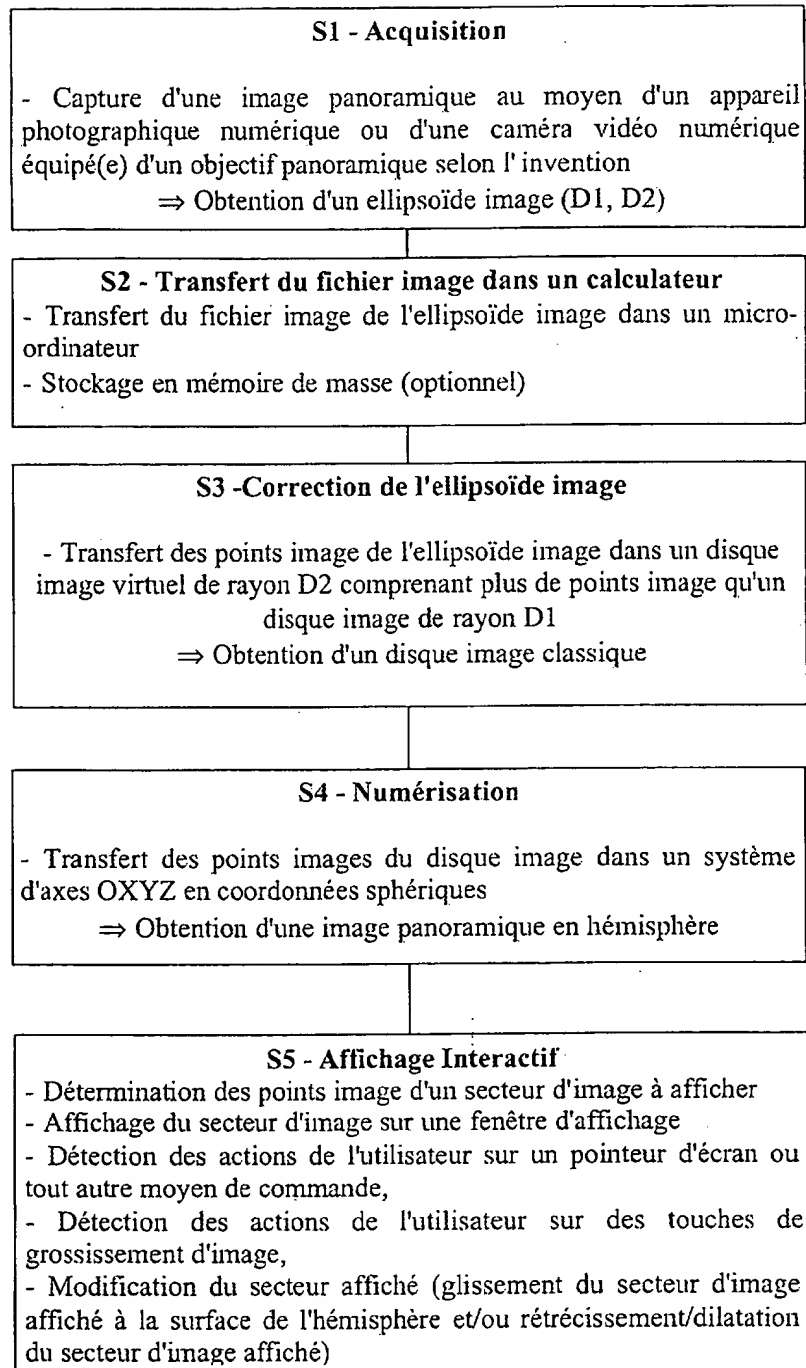 S1 - Acquisition
- Capture d'une image panoramique au moyen d'un appareil
photographique numérique ou d'une caméra vidéo numérique
équipé(e) d'un objectif panoramique selon l' invention
⇒ Obtention d'un ellipsoïde image (D1, D2)
S2 - Transfert du fichier image dans un calculateur
- Transfert du fichier image de l'ellipsoïde image dans un micro-
ordinateur
- Stockage en mémoire de masse (optionnel)
S3 -Correction de l'ellipsoïde image
- Transfert des points image de l'ellipsoïde image dans un disque
image virtuel de rayon D2 comprenant plus de points image qu'un
disque image de rayon D1
⇒ Obtention d'un disque image classique
S4 - Numérisation
- Transfert des points images du disque image dans un système
d'axes OXYZ en coordonnées sphériques
⇒ Obtention d'une image panoramique en hémisphère
S5 - Affichage Interactif
- Détermination des points image d'un secteur d'image à afficher
- Affichage du secteur d'image sur une fenêtre d'affichage
- Détection des actions de l'utilisateur sur un pointeur d'écran ou
tout autre moyen de commande,
- Détection des actions de l'utilisateur sur des touches de
grossissement d'image,
- Modification du secteur affiché (glissement du secteur d'image
affiché à la surface de l'hémisphère et/ou rétrécissement/dilatation
du secteur d'image affiché)